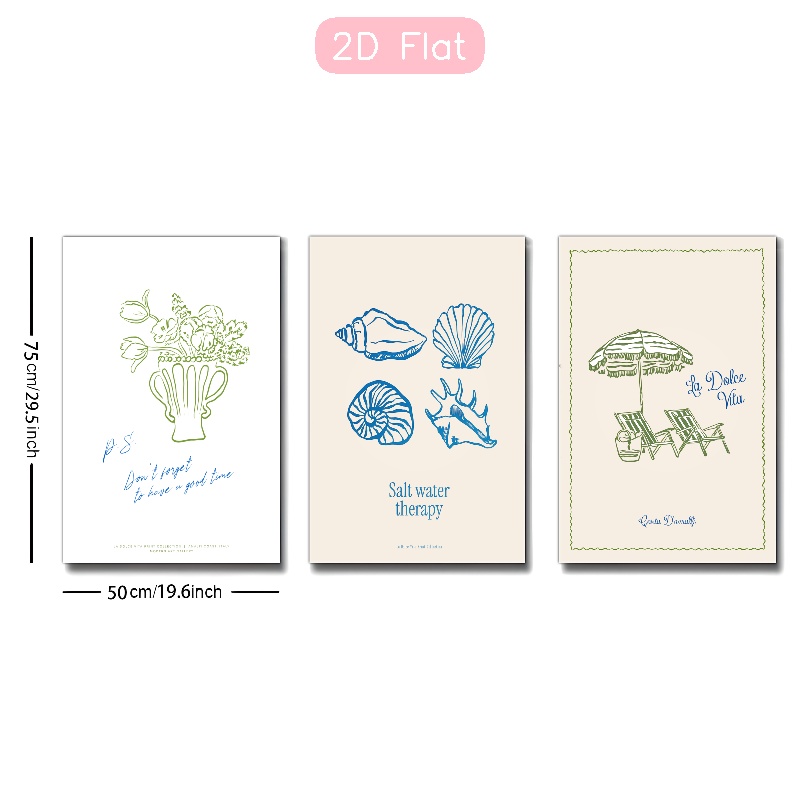 2D Flat
75cm/29.5inch
P S
Don't forget
to have a good time
50cm/19.6inch
Salt water
therapy
La Dolce
Vita